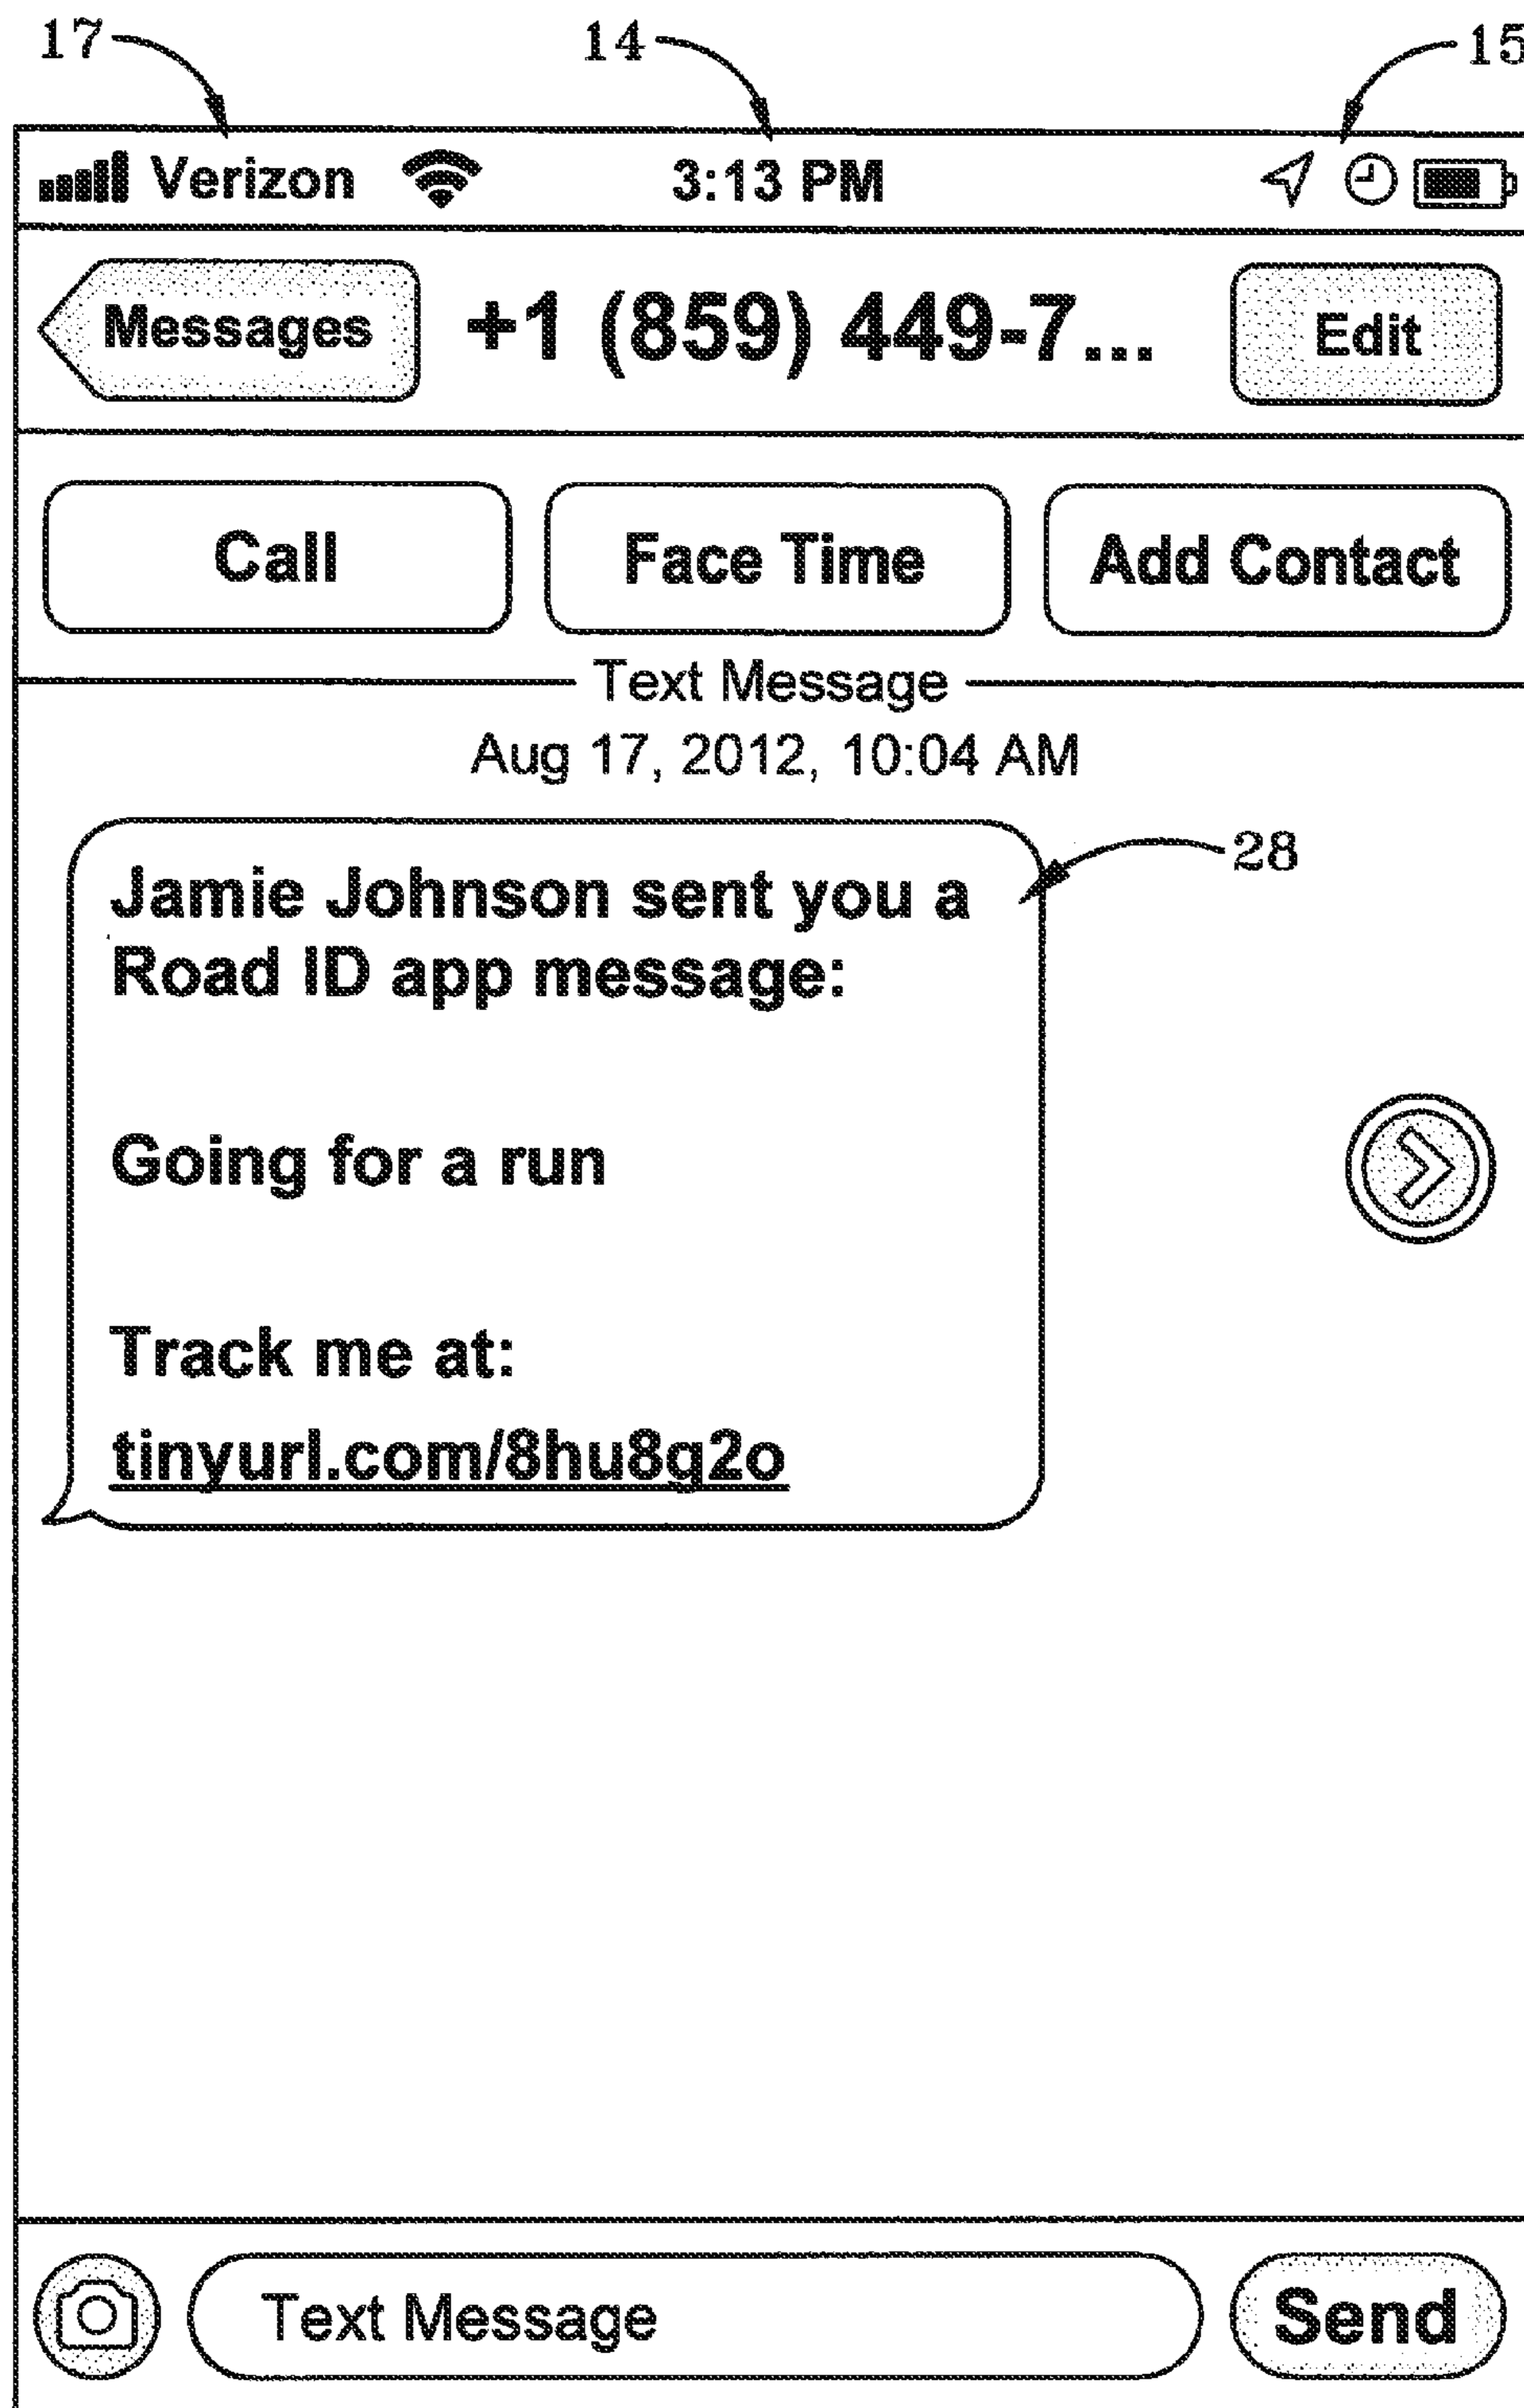 17 14 15
Verizon 3:13 PM
Messages +1 (859) 449-7... Edit
Call Face Time Add Contact
Text Message
Aug 17, 2012, 10:04 AM
28
Jamie Johnson sent you a
Road ID app message:
Going for a run
Track me at:
tinyurl.com/8hu8q2o
Text Message Send